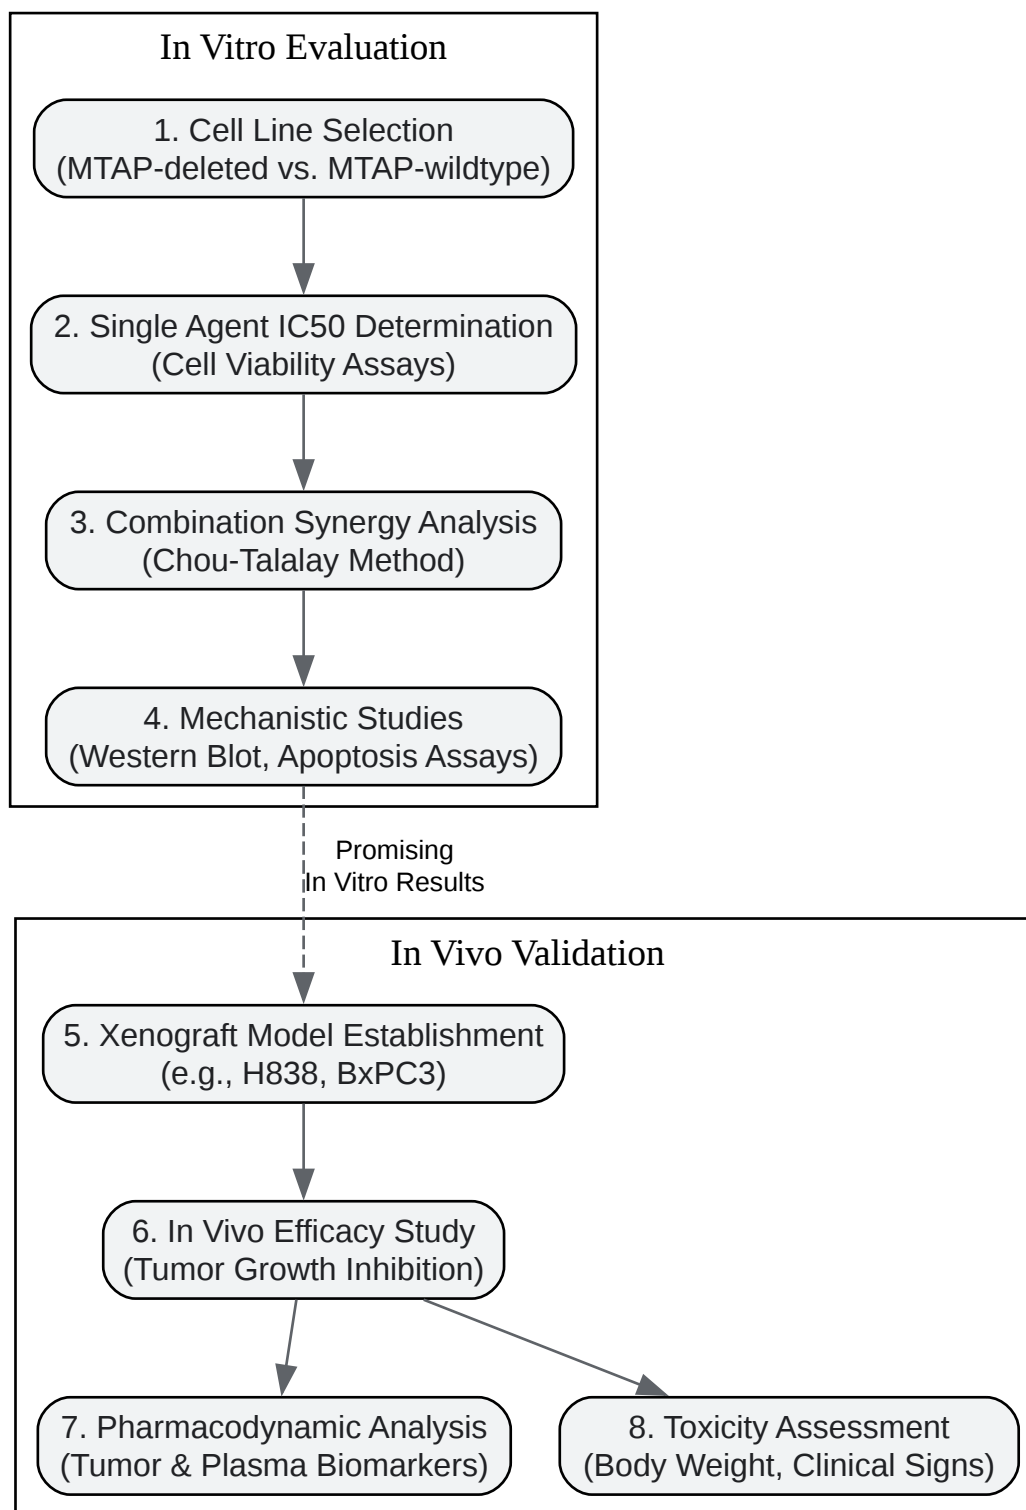 In Vitro Evaluation
1. Cell Line Selection
(MTAP-deleted vs. MTAP-wildtype)
2. Single Agent IC50 Determination
(Cell Viability Assays)
3. Combination Synergy Analysis
(Chou-Talalay Method)
4. Mechanistic Studies
(Western Blot, Apoptosis Assays)
Promising
In Vitro Results
In Vivo Validation
5. Xenograft Model Establishment
(e.g., H838, BxPC3)
6. In Vivo Efficacy Study
(Tumor Growth Inhibition)
7. Pharmacodynamic Analysis
(Tumor & Plasma Biomarkers)
8. Toxicity Assessment
(Body Weight, Clinical Signs)